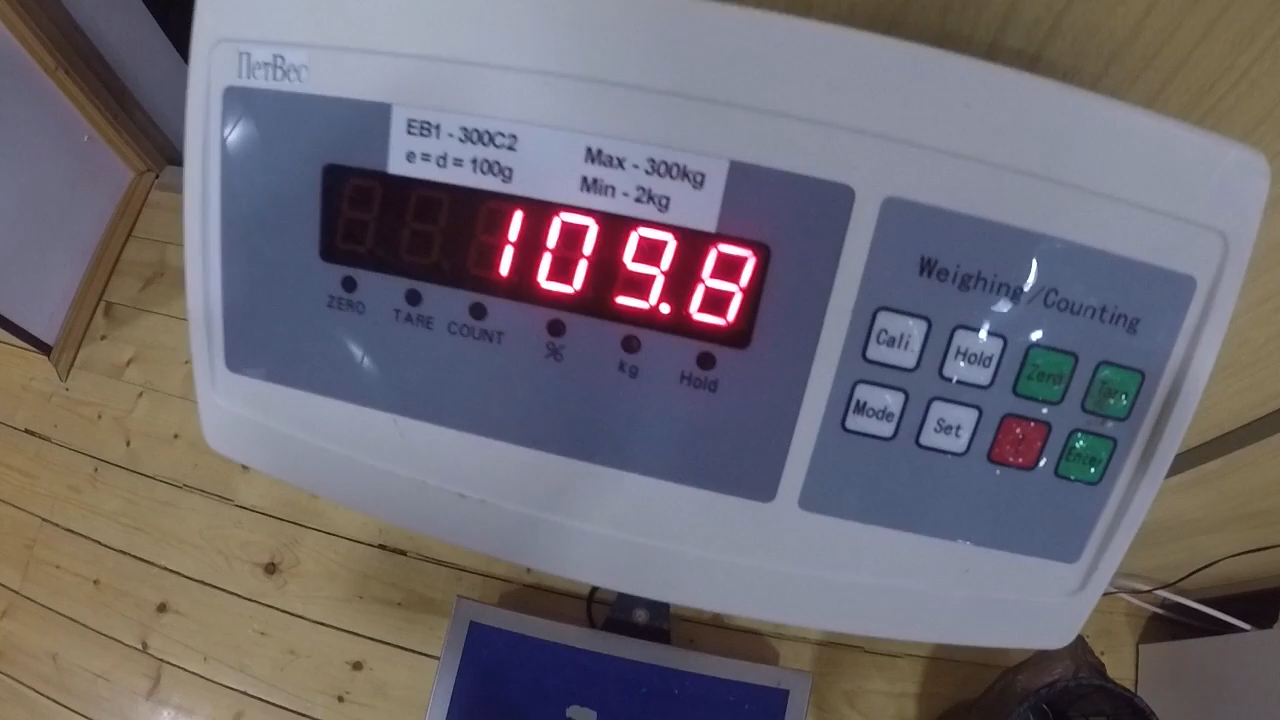 ПетВес
EB1 - 300C2
e = d = 100g
Max - 300kg
Min - 2kg
109.8
ZERO
TARE
COUNT
%
kg
Hold
Weighing/Counting
Cali.
Hold
Zero
Tare
Mode
Set
Enter